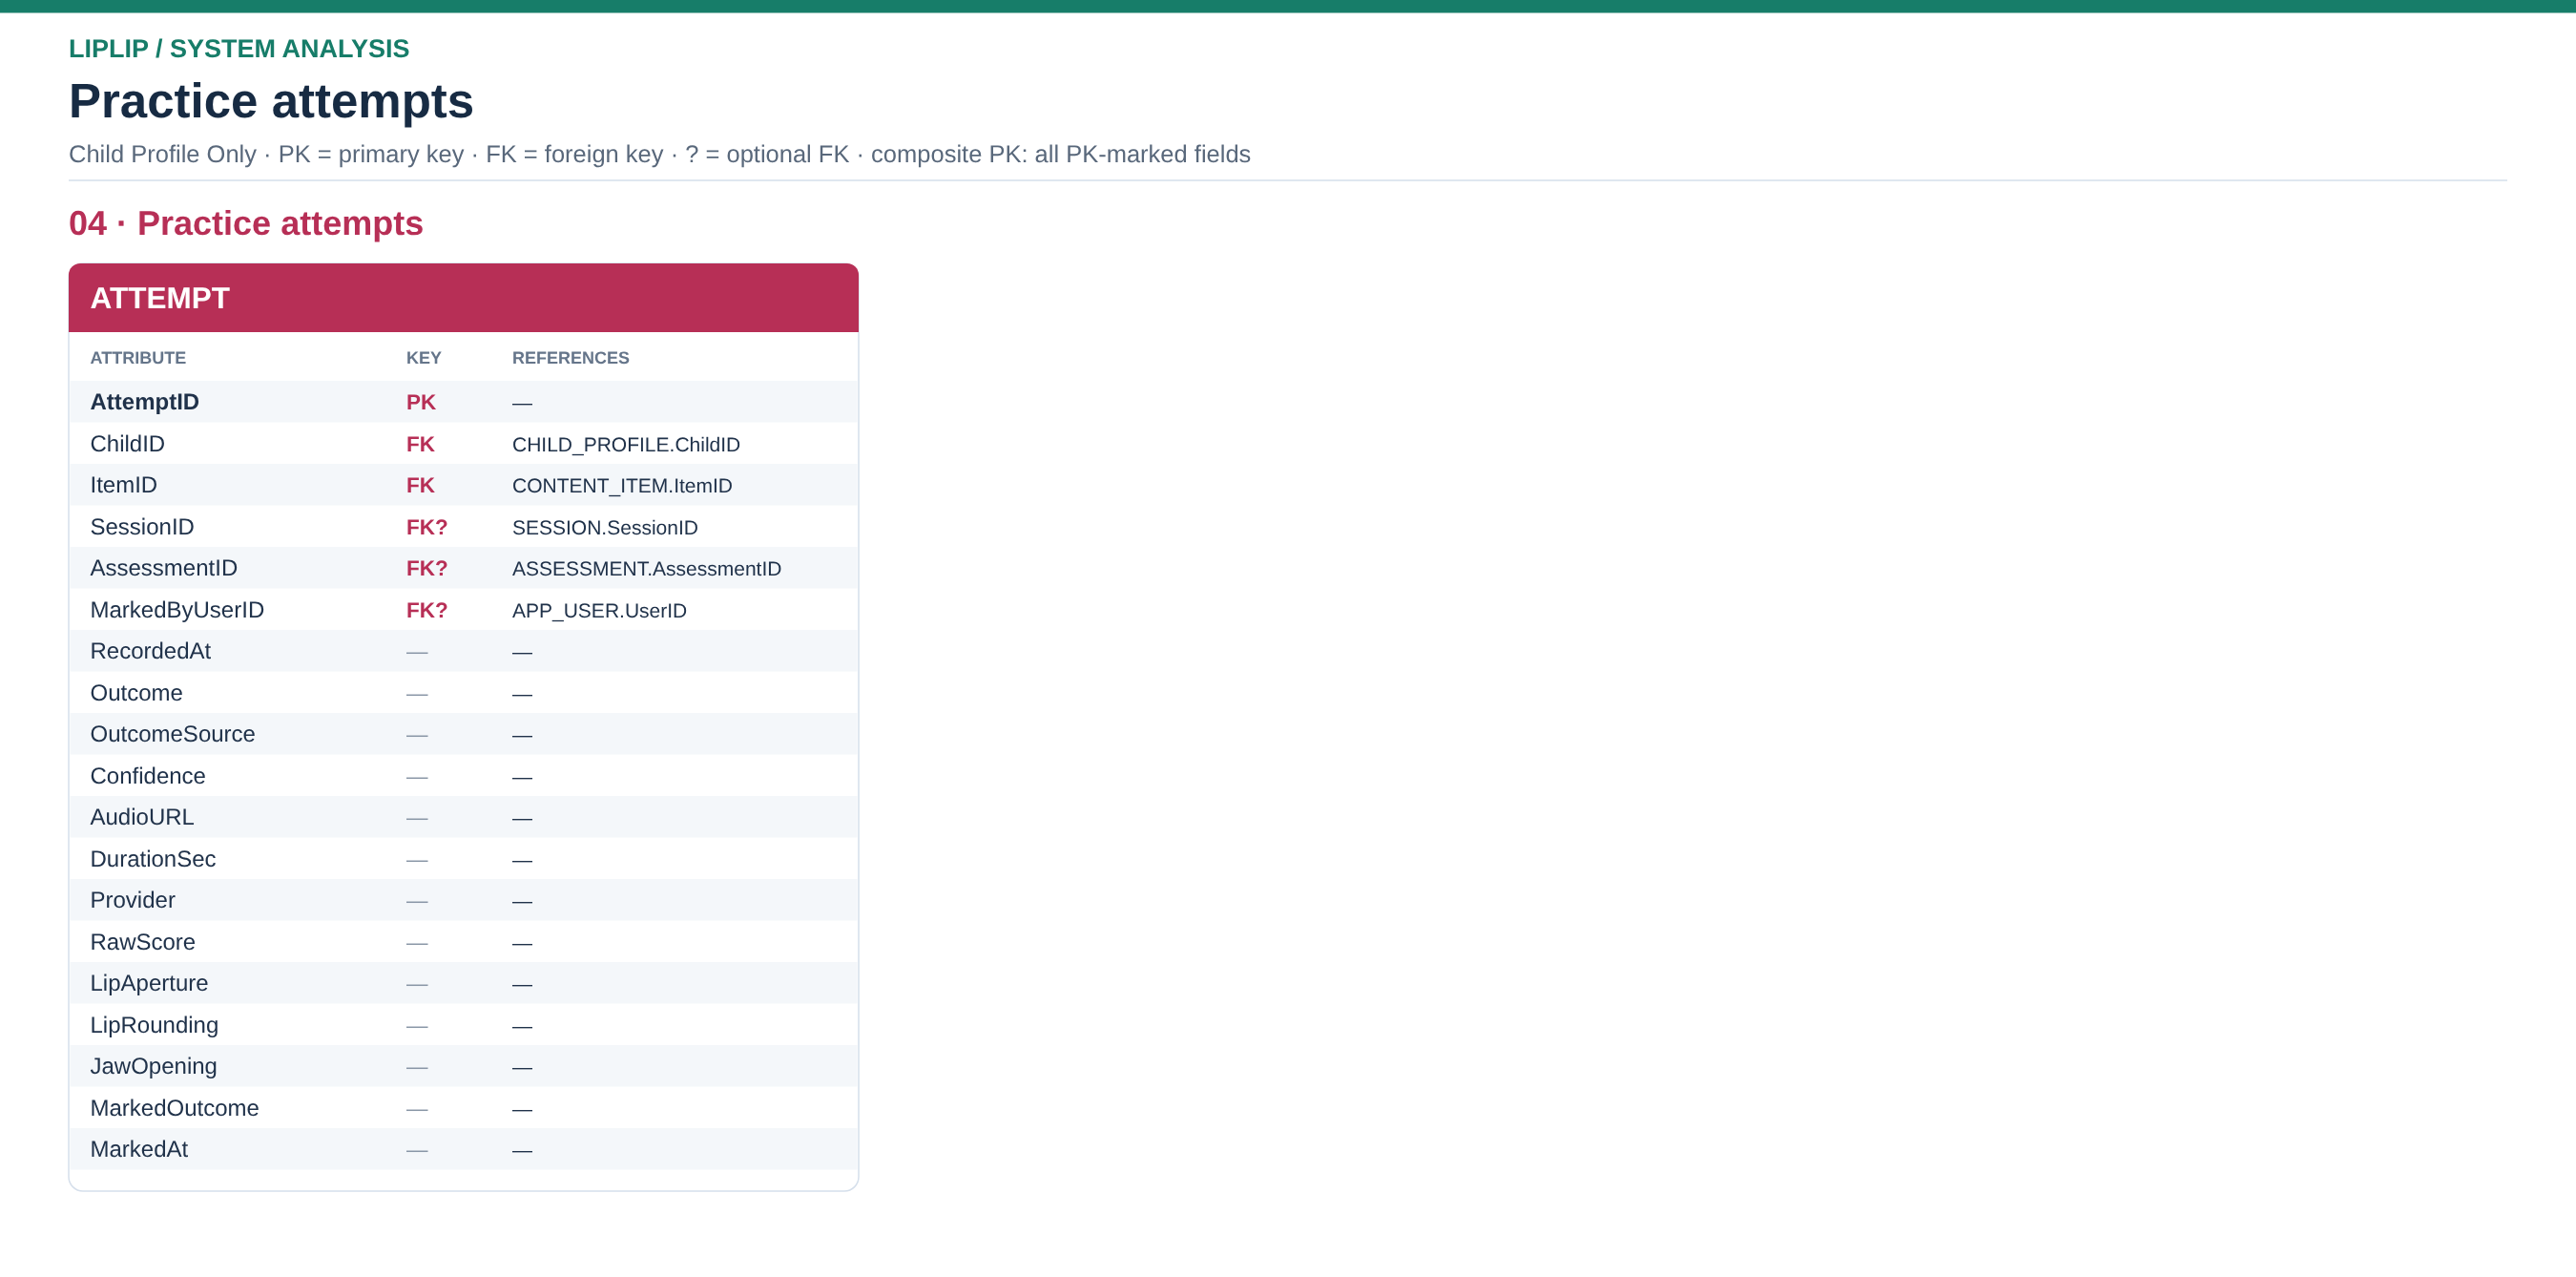 LIPLIP / SYSTEM ANALYSIS
Practice attempts
Child Profile Only · PK = primary key · FK = foreign key · ? = optional FK · composite PK: all PK-marked fields
04 · Practice attempts
ATTEMPT
ATTRIBUTE KEY REFERENCES
AttemptID PK —
ChildID FK CHILD_PROFILE.ChildID
ItemID FK CONTENT_ITEM.ItemID
SessionID FK? SESSION.SessionID
AssessmentID FK? ASSESSMENT.AssessmentID
MarkedByUserID FK? APP_USER.UserID
RecordedAt — —
Outcome — —
OutcomeSource — —
Confidence — —
AudioURL — —
DurationSec — —
Provider — —
RawScore — —
LipAperture — —
LipRounding — —
JawOpening — —
MarkedOutcome — —
MarkedAt — —